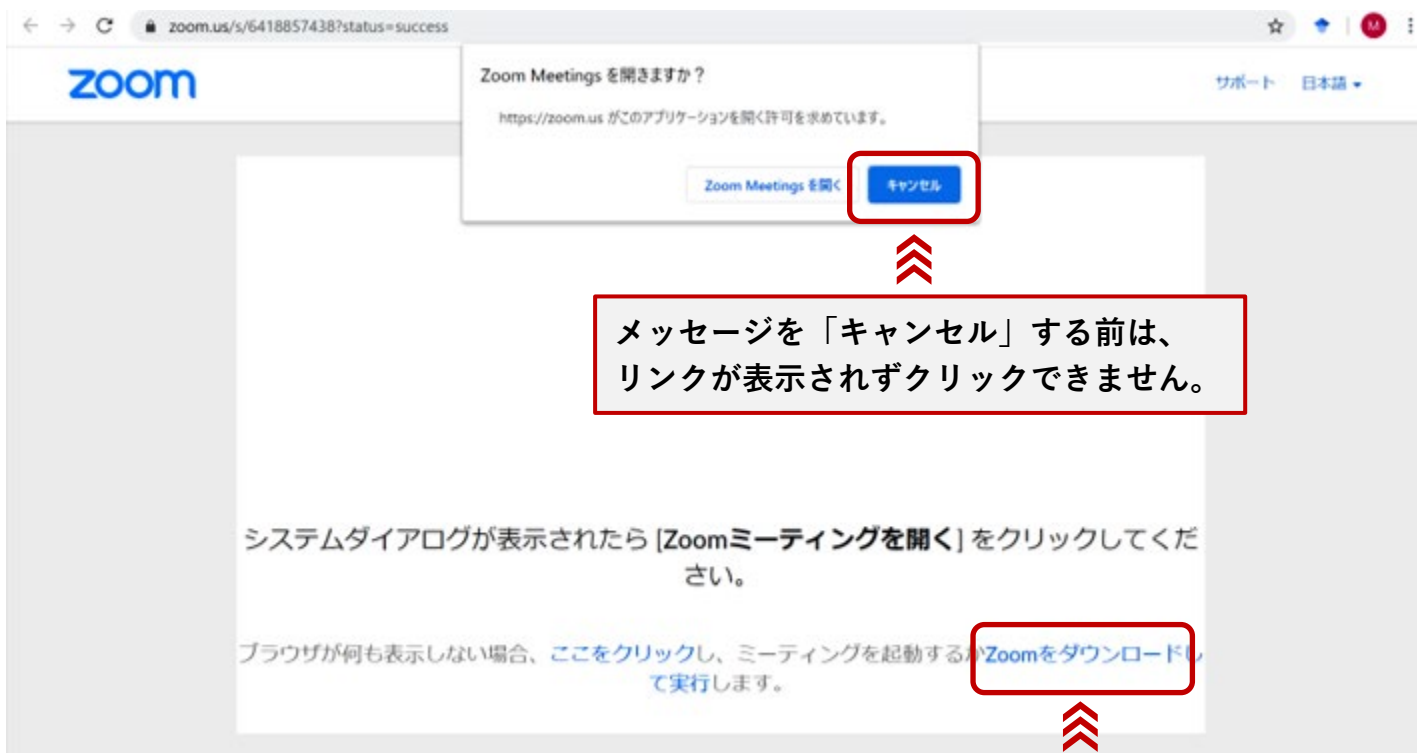 zoom.us/s/6418857438?status=success
M
zoom
サポート 日本語
Zoom Meetings を開きますか？
https://zoom.us がこのアプリケーションを開く許可を求めています。
Zoom Meetings を開く キャンセル
メッセージを「キャンセル」する前は、
リンクが表示されずクリックできません。
システムダイアログが表示されたら [Zoomミーティングを開く] をクリックしてくだ
さい。
ブラウザが何も表示しない場合、ここをクリックし、ミーティングを起動するかZoomをダウンロードし
て実行します。